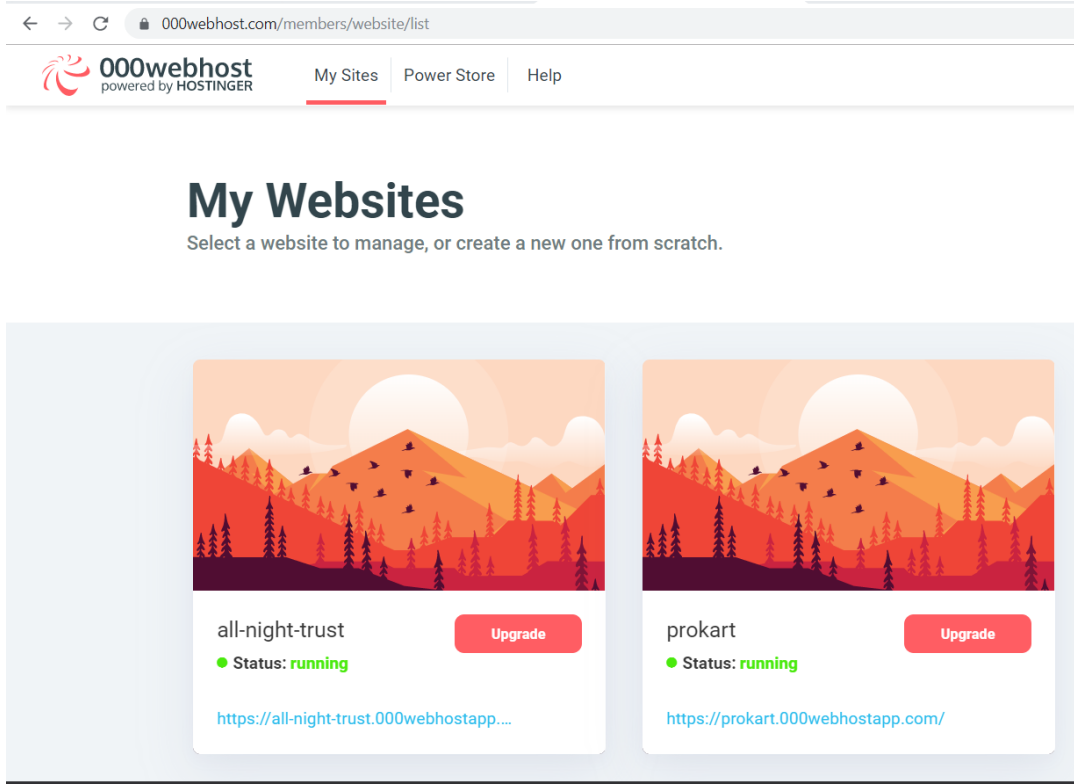 000webhost.com/members/website/list
000webhost
powered by HOSTINGER
My Sites Power Store Help
My Websites
Select a website to manage, or create a new one from scratch.
all-night-trust
Upgrade
Status: running
https://all-night-trust.000webhostapp....
prokart
Upgrade
Status: running
https://prokart.000webhostapp.com/